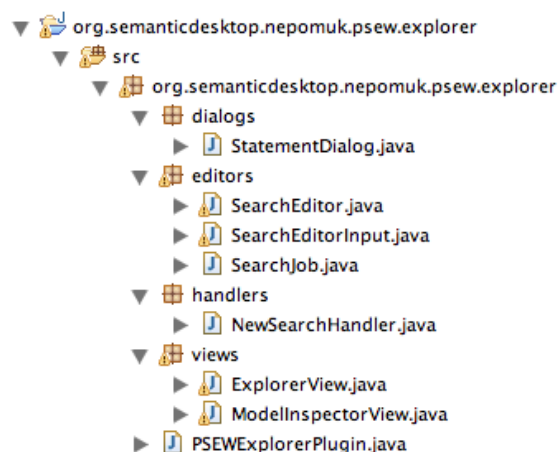 org.semanticdesktop.nepomuk.psew.explorer
src
org.semanticdesktop.nepomuk.psew.explorer
dialogs
StatementDialog.java
editors
SearchEditor.java
SearchEditorInput.java
SearchJob.java
handlers
NewSearchHandler.java
views
ExplorerView.java
ModelInspectorView.java
PSEWExplorerPlugin.java